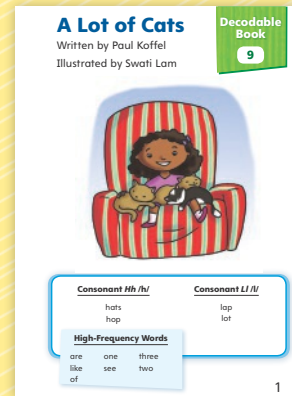 A Lot of Cats
Written by Paul Koffel
Illustrated by Swati Lam
Decodable
Book
9
Consonant Hh /h/
hats
hop
Consonant Ll /l/
lap
lot
High-Frequency Words
are one three
like see two
of
1